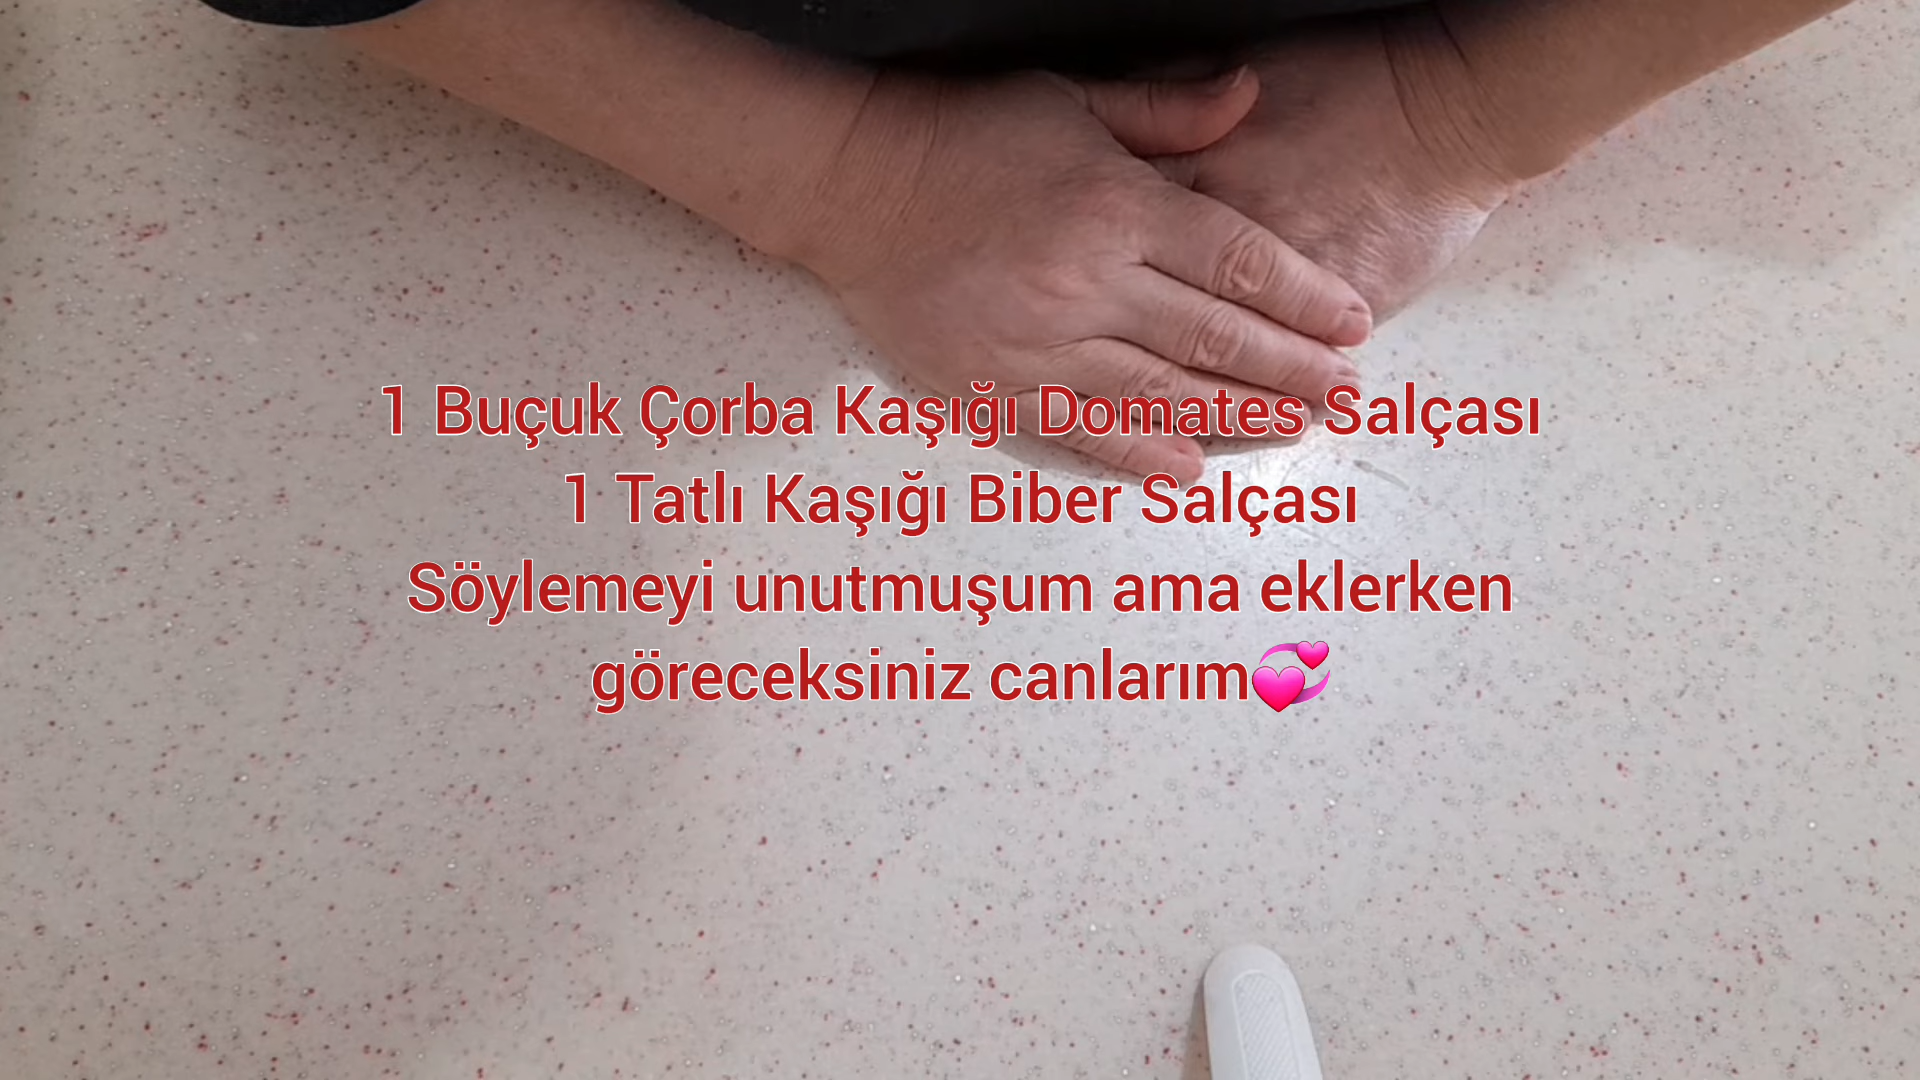 1 Buçuk Çorba Kaşığı Domates Salçası
1 Tatlı Kaşığı Biber Salçası
Söylemeyi unutmuşum ama eklerken
göreceksiniz canlarım💞